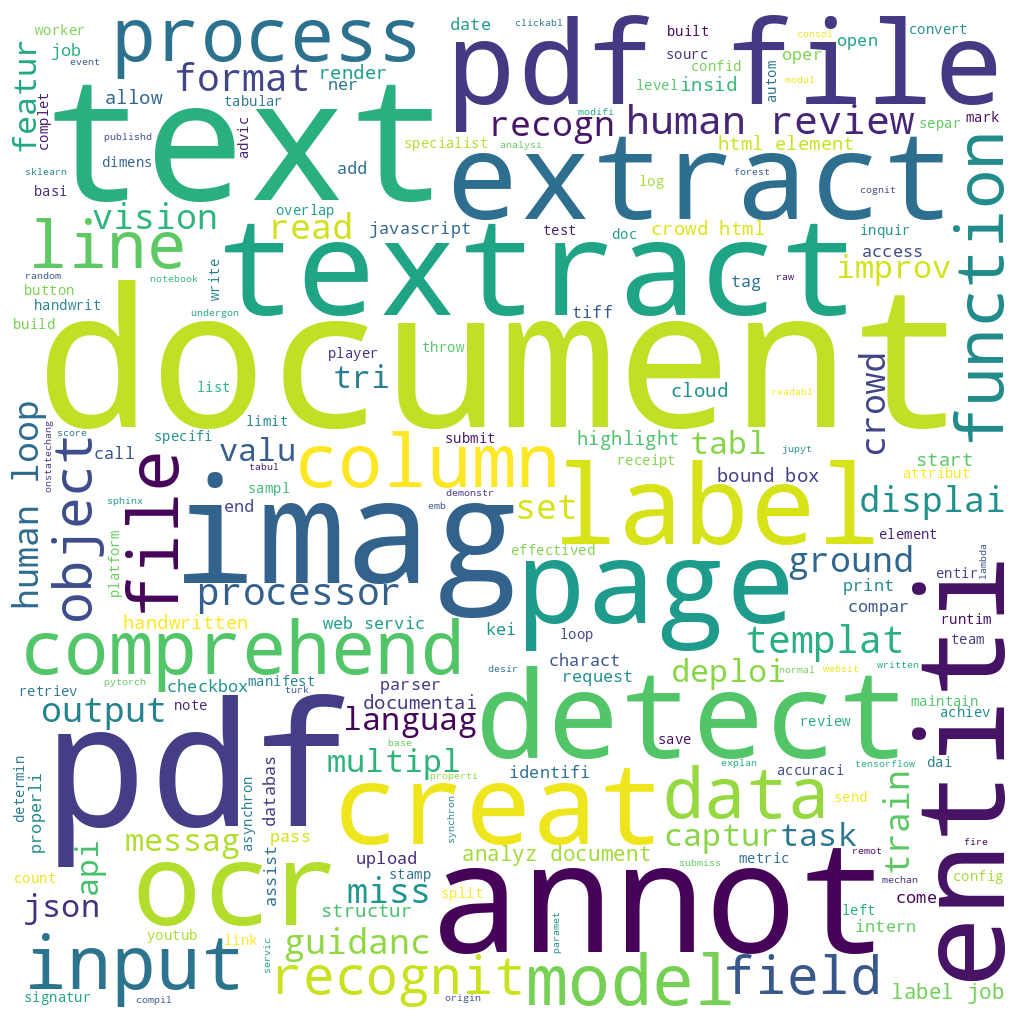 worker
job
event
process
date
clickabl
built
consol
open
convert
pdf file
sourc
confid
oper
autom
modul
level
insid
featur
format
render
ner
allow
tabular
complet
publishd
advic
dimens
text
recogn
modifi
human review
separ
mark
specialist
analysi
html element
sklearn
basi
add
extract
log
forest
cognit
function
vision
overlap
read
javascript
test
doc
crowd html
inquir
access
line
textract
tag
raw
improv
random
notebook
button
handwrit
write
undergon
tiff
build
document
player
tri
throw
list
cloud
readabl
crowd
limit
score
specifi
submit
highlight
tabl
jupyt
start
human loop
onstatechang
object
call
valu
tabul
column
receipt
bound box
attribut
file
sampl
end
demonstr
emb
imag
set
label
displai
sphinx
platform
effectived
element
lambda
processor
page
ground
print
entir
compar
runtim
team
handwritten
web servic
kei
loop
templat
comprehend
charact
request
desir
normal
websit
written
entiti
retriev
pytorch
checkbox
manifest
turk
parser
documentai
deploi
maintain
output
note
languag
detect
save
review
achiev
pdf
base
multipl
properti
identifi
explan
accuraci
tensorflow
dai
determin
properli
databas
asynchron
creat
synchron
data
send
train
messag
pass
captur
task
api
ocr
assist
upload
stamp
analyz document
submiss
metric
remot
mechan
fire
config
count
json
miss
split
annot
left
come
structur
youtub
link
guidanc
paramet
intern
input
servic
recognit
model
field
label job
signatur
compil
origin